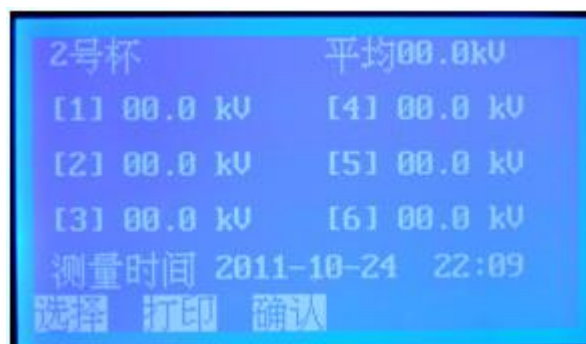 2号杯 平均00.0kV
[1] 00.0 kV [4] 00.0 kV
[2] 00.0 kV [5] 00.0 kV
[3] 00.0 kV [6] 00.0 kV
测量时间 2011-10-24 22:09
选择 打印 确认